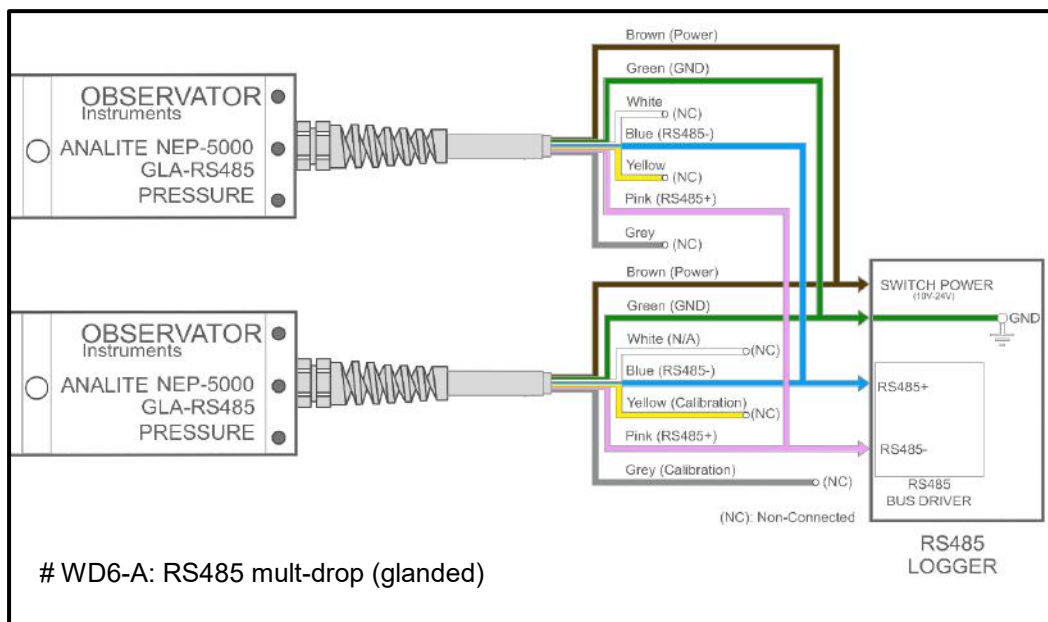 Brown (Power)
Green (GND)
White
(NC)
Blue (RS485-)
Yellow
(NC)
Pink (RS485+)
Grey
(NC)
OBSERVATOR
Instruments
ANALITE NEP-5000
GLA-RS485
PRESSURE
Brown (Power)
Green (GND)
White (N/A)
(NC)
Blue (RS485-)
Yellow (Calibration)
(NC)
Pink (RS485+)
Grey (Calibration)
(NC)
OBSERVATOR
Instruments
ANALITE NEP-5000
GLA-RS485
PRESSURE
SWITCH POWER
(10V-24V)
GND
RS485+
RS485-
RS485
BUS DRIVER
(NC): Non-Connected
RS485
LOGGER
# WD6-A: RS485 mult-drop (glanded)